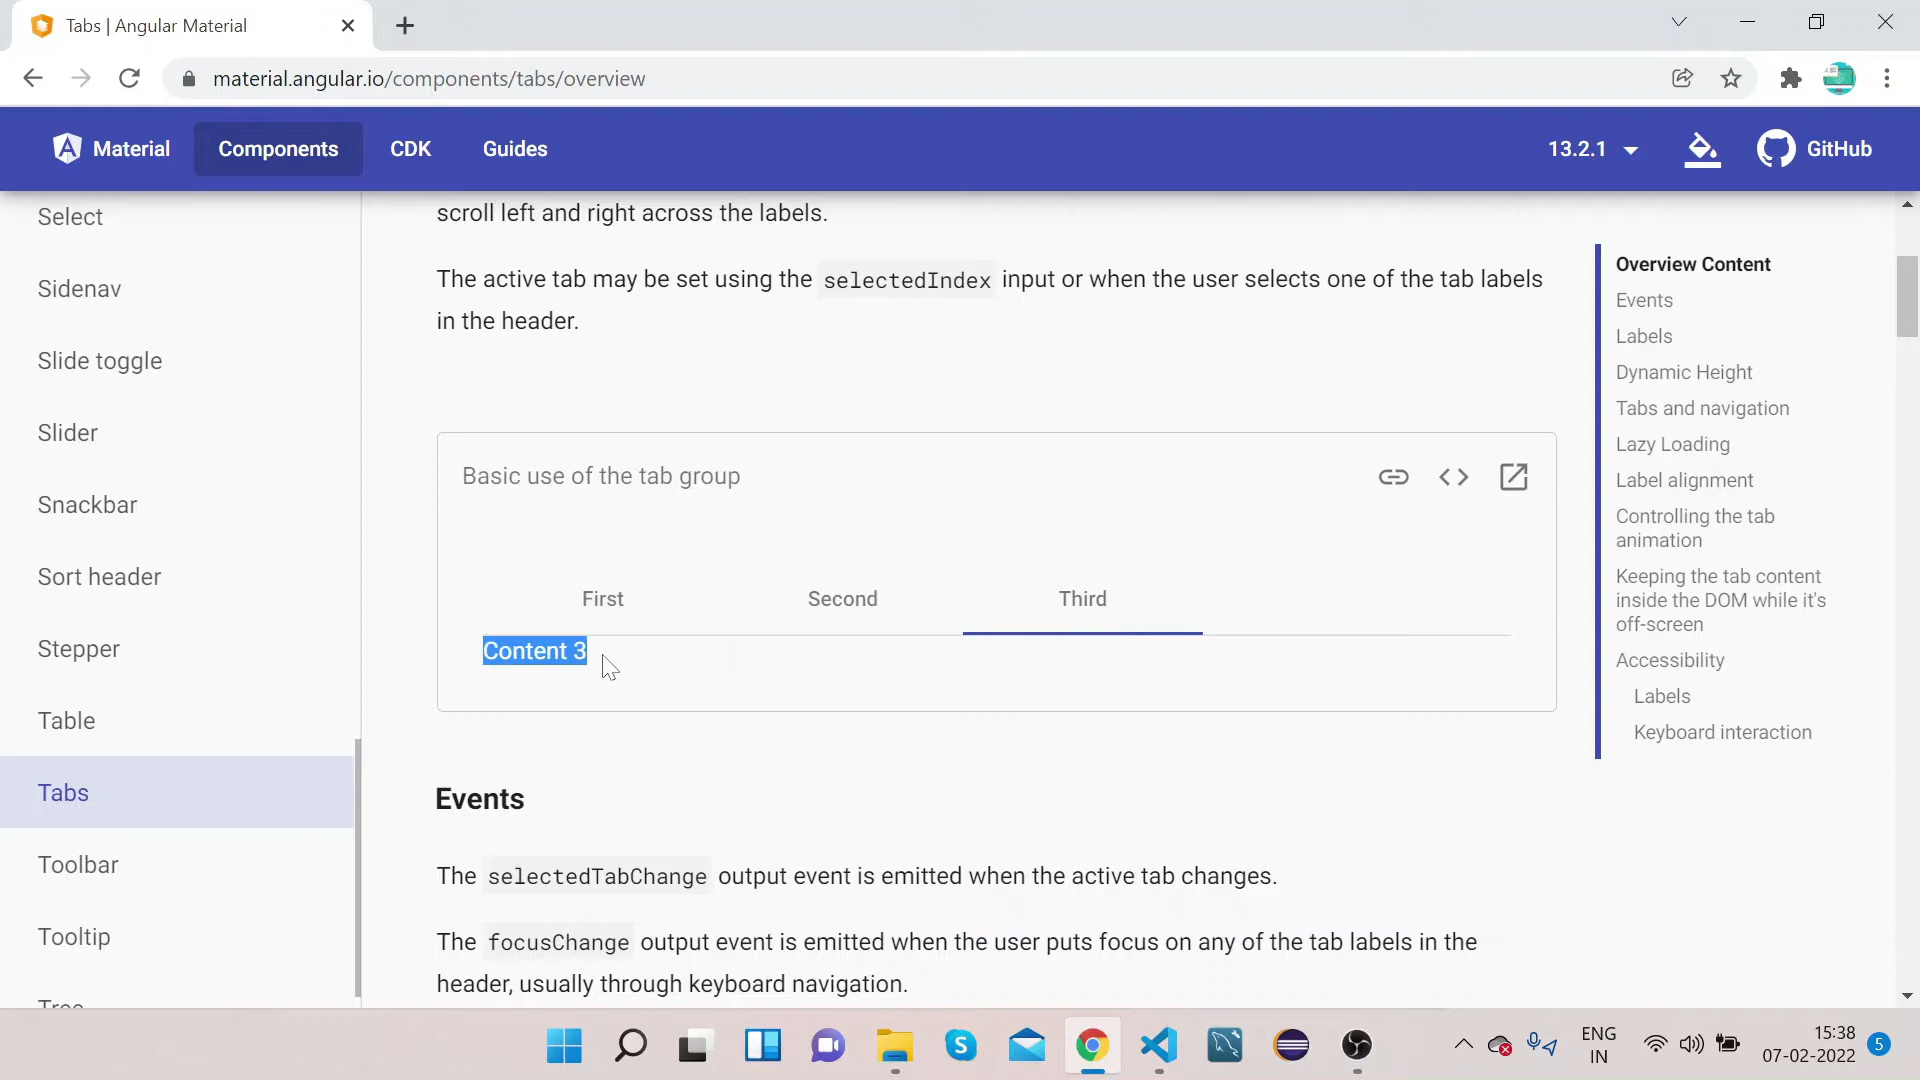 Tabs | Angular Material
material.angular.io/components/tabs/overview
Material
Components
CDK
Guides
13.2.1
GitHub
Select
Sidenav
Slide toggle
Slider
Snackbar
Sort header
Stepper
Table
Tabs
Toolbar
Tooltip
Tree
scroll left and right across the labels.
The active tab may be set using the selectedIndex input or when the user selects one of the tab labels
in the header.
Basic use of the tab group
First
Second
Third
Content 3
Events
The selectedTabChange output event is emitted when the active tab changes.
The focusChange output event is emitted when the user puts focus on any of the tab labels in the
header, usually through keyboard navigation.
Overview Content
Events
Labels
Dynamic Height
Tabs and navigation
Lazy Loading
Label alignment
Controlling the tab
animation
Keeping the tab content
inside the DOM while it's
off-screen
Accessibility
Labels
Keyboard interaction
ENG
IN
15:38
07-02-2022
5